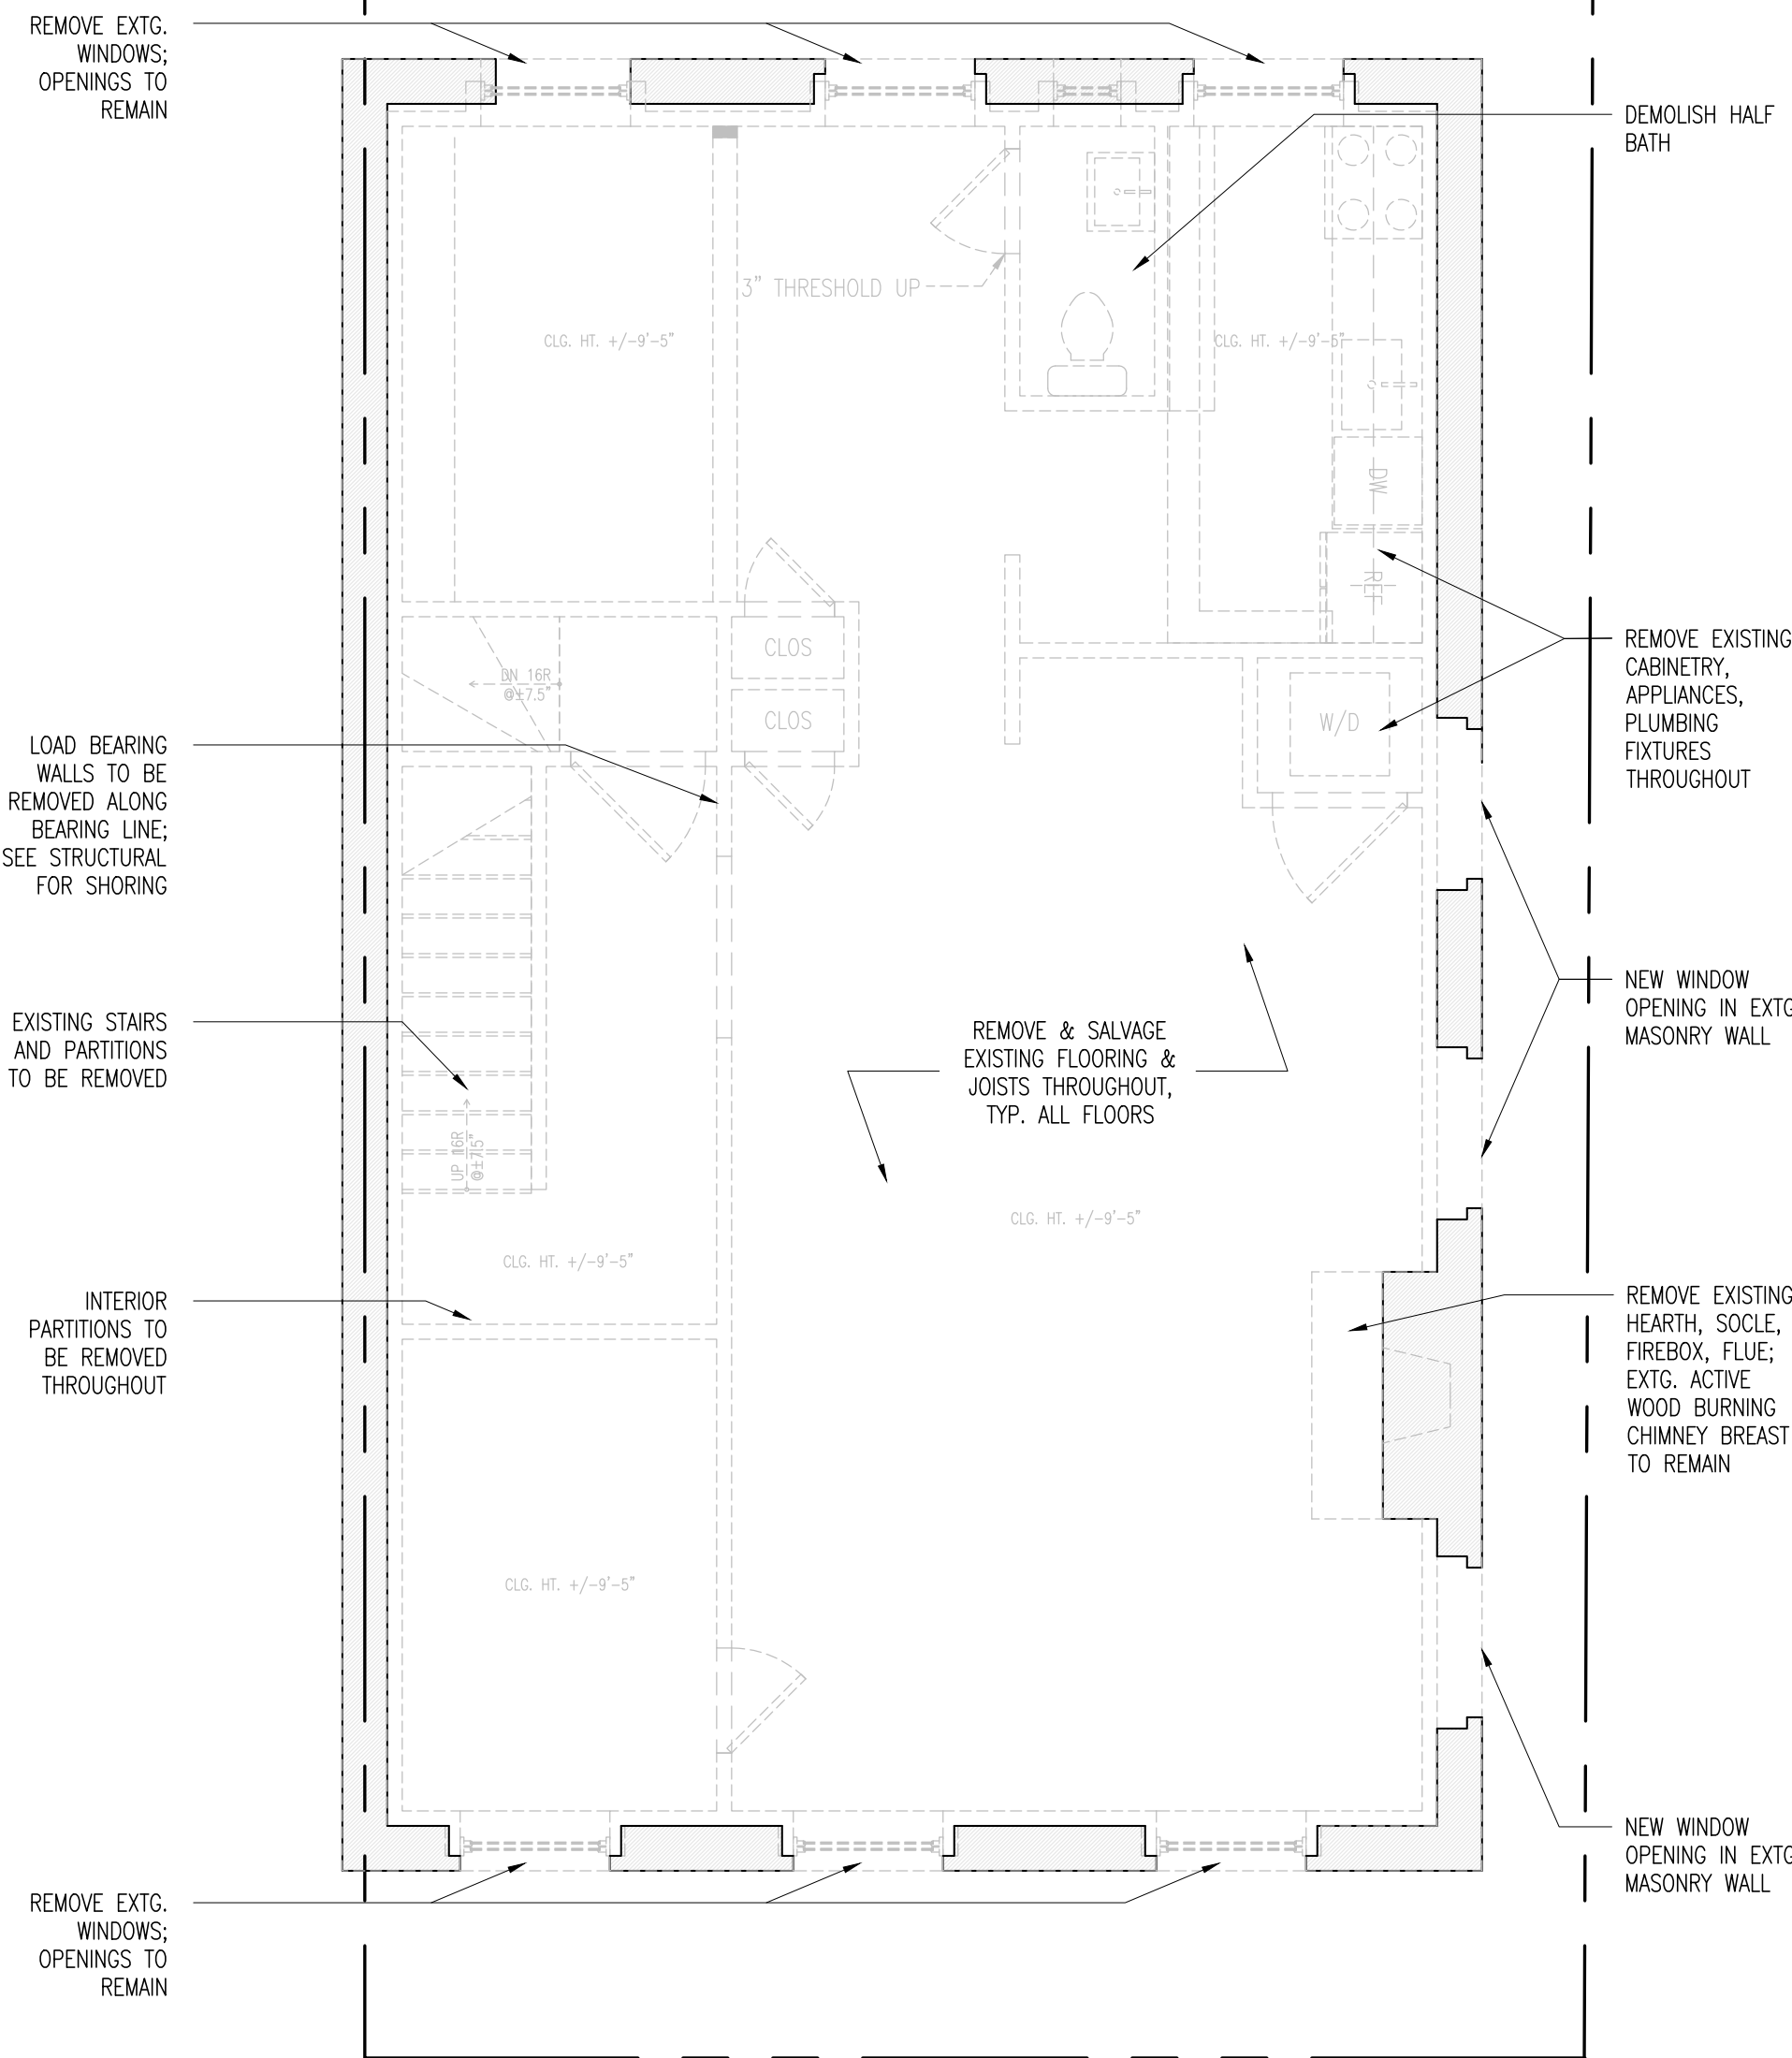 REMOVE EXTG.
WINDOWS;
OPENINGS TO
REMAIN
DEMOLISH HALF
BATH
3" THRESHOLD UP
CLG. HT. +/-9'-5"
CLG. HT. +/-9'-5"
DW
REF
CLOS
CLOS
DN 16R
@±7.5"
W/D
REMOVE EXISTING
CABINETRY,
APPLIANCES,
PLUMBING
FIXTURES
THROUGHOUT
LOAD BEARING
WALLS TO BE
REMOVED ALONG
BEARING LINE;
SEE STRUCTURAL
FOR SHORING
NEW WINDOW
OPENING IN EXTG
MASONRY WALL
EXISTING STAIRS
AND PARTITIONS
TO BE REMOVED
REMOVE & SALVAGE
EXISTING FLOORING &
JOISTS THROUGHOUT,
TYP. ALL FLOORS
UP 16R
@±7.5"
CLG. HT. +/-9'-5"
CLG. HT. +/-9'-5"
INTERIOR
PARTITIONS TO
BE REMOVED
THROUGHOUT
REMOVE EXISTING
HEARTH, SOCLE,
FIREBOX, FLUE;
EXTG. ACTIVE
WOOD BURNING
CHIMNEY BREAST
TO REMAIN
CLG. HT. +/-9'-5"
NEW WINDOW
OPENING IN EXTG
MASONRY WALL
REMOVE EXTG.
WINDOWS;
OPENINGS TO
REMAIN